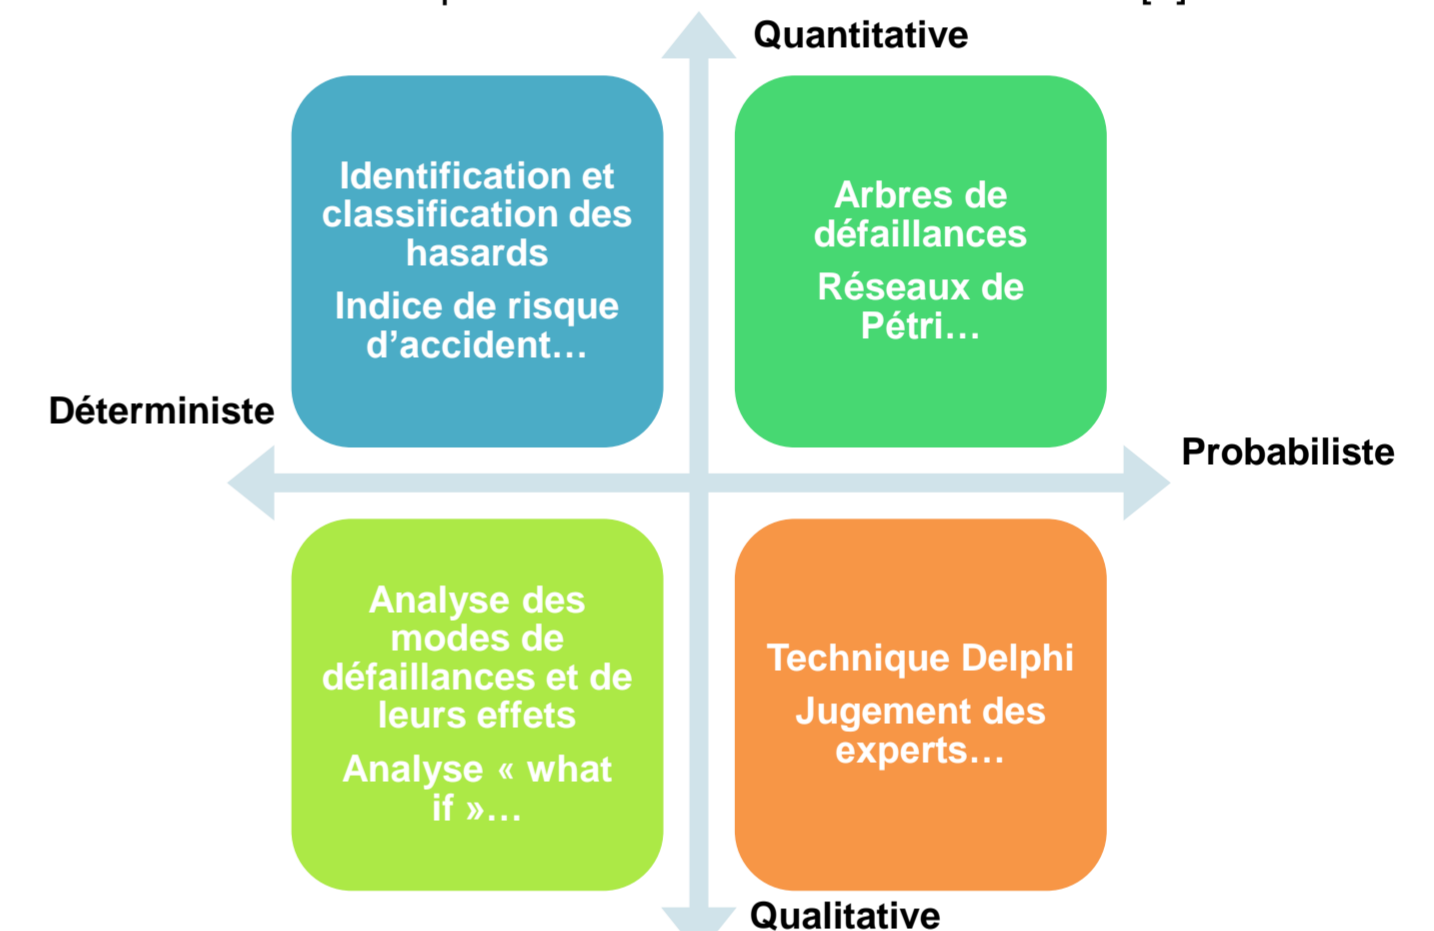 Quantitative
Identification et
classification des
hasards
Indice de risque
d’accident…
Arbres de
défaillances
Réseaux de
Pétri…
Déterministe
Probabiliste
Analyse des
modes de
défaillances et de
leurs effets
Analyse « what
if »…
Technique Delphi
Jugement des
experts…
Qualitative